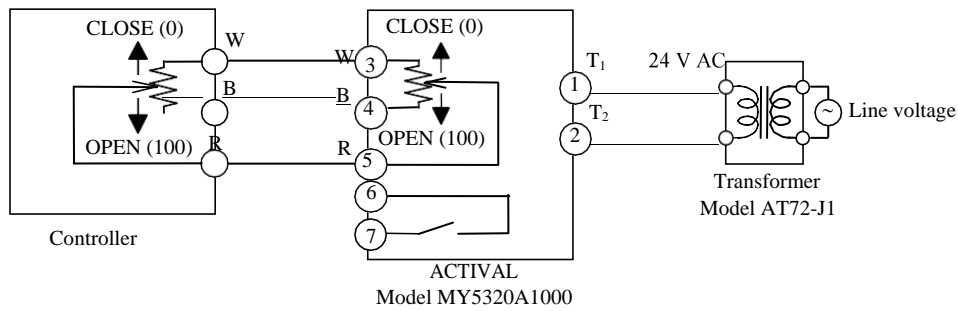 CLOSE (0)
W
B
OPEN (100)
R
Controller
W
3
CLOSE (0)
B
4
OPEN (100)
R
5
6
7
ACTIVAL
Model MY5320A1000
T1
1
T2
2
24 V AC
Line voltage
Transformer
Model AT72-J1